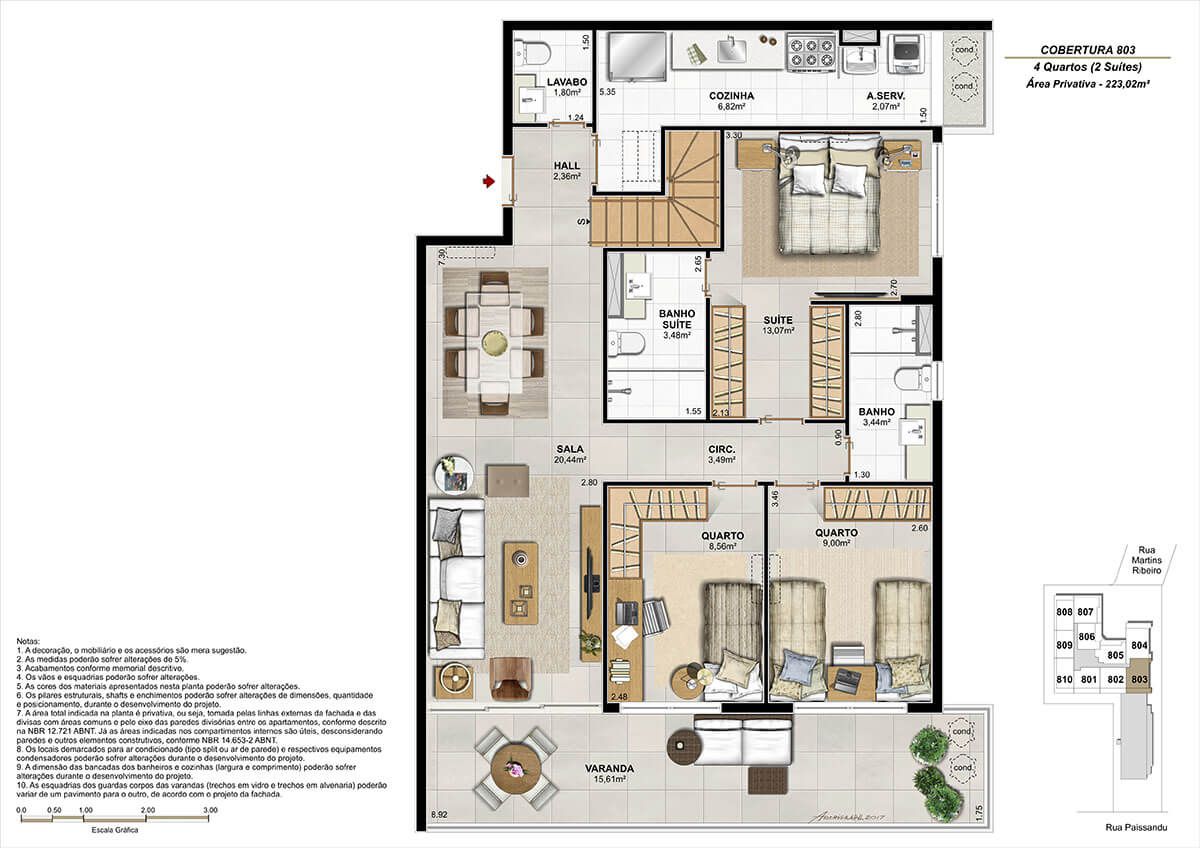 COBERTURA 803
4 Quartos (2 Suítes)
Área Privativa - 223,02m²
1.50
LAVABO
1,80m²
1.24
5.35
COZINHA
6,82m²
A.SERV.
2,07m²
1.50
cond
cond
HALL
2,36m²
3.30
S
7.30
2.65
2.70
BANHO
SUÍTE
3,48m²
1.55
SUÍTE
13,07m²
2.13
2.80
BANHO
3,44m²
1.30
0.90
SALA
20,44m²
2.80
CIRC.
3,49m²
3.46
QUARTO
8,56m²
2.48
QUARTO
9,00m²
2.60
VARANDA
15,61m²
8.92
1.75
cond
cond
2017
Notas:
1. A decoração, o mobiliário e os acessórios são mera sugestão.
2. As medidas poderão sofrer alterações de 5%.
3. Acabamentos conforme memorial descritivo.
4. Os vãos e esquadrias poderão sofrer alterações.
5. As cores dos materiais apresentados nesta planta poderão sofrer alterações.
6. Os pilares estruturais, shafts e enchimentos poderão sofrer alterações de dimensões, quantidade
e posicionamento, durante o desenvolvimento do projeto.
7. A área total indicada na planta é privativa, ou seja, tomada pelas linhas externas da fachada e das
divisas com áreas comuns e pelo eixo das paredes divisórias entre os apartamentos, conforme descrito
na NBR 12.721 ABNT. Já as áreas indicadas nos compartimentos internos são úteis, desconsiderando
paredes e outros elementos construtivos, conforme NBR 14.653-2 ABNT.
8. Os locais demarcados para ar condicionado (tipo split ou ar de parede) e respectivos equipamentos
condensadores poderão sofrer alterações durante o desenvolvimento do projeto.
9. A dimensão das bancadas dos banheiros e cozinhas (largura e comprimento) poderão sofrer
alterações durante o desenvolvimento do projeto.
10. As esquadrias dos guardas corpos das varandas (trechos em vidro e trechos em alvenaria) poderão
variar de um pavimento para o outro, de acordo com o projeto da fachada.
0.0 0.50 1.00 2.00 3.00
Escala Gráfica
Rua
Martins
Ribeiro
808 807
806
809
805
804
810 801 802 803
Rua Paissandu